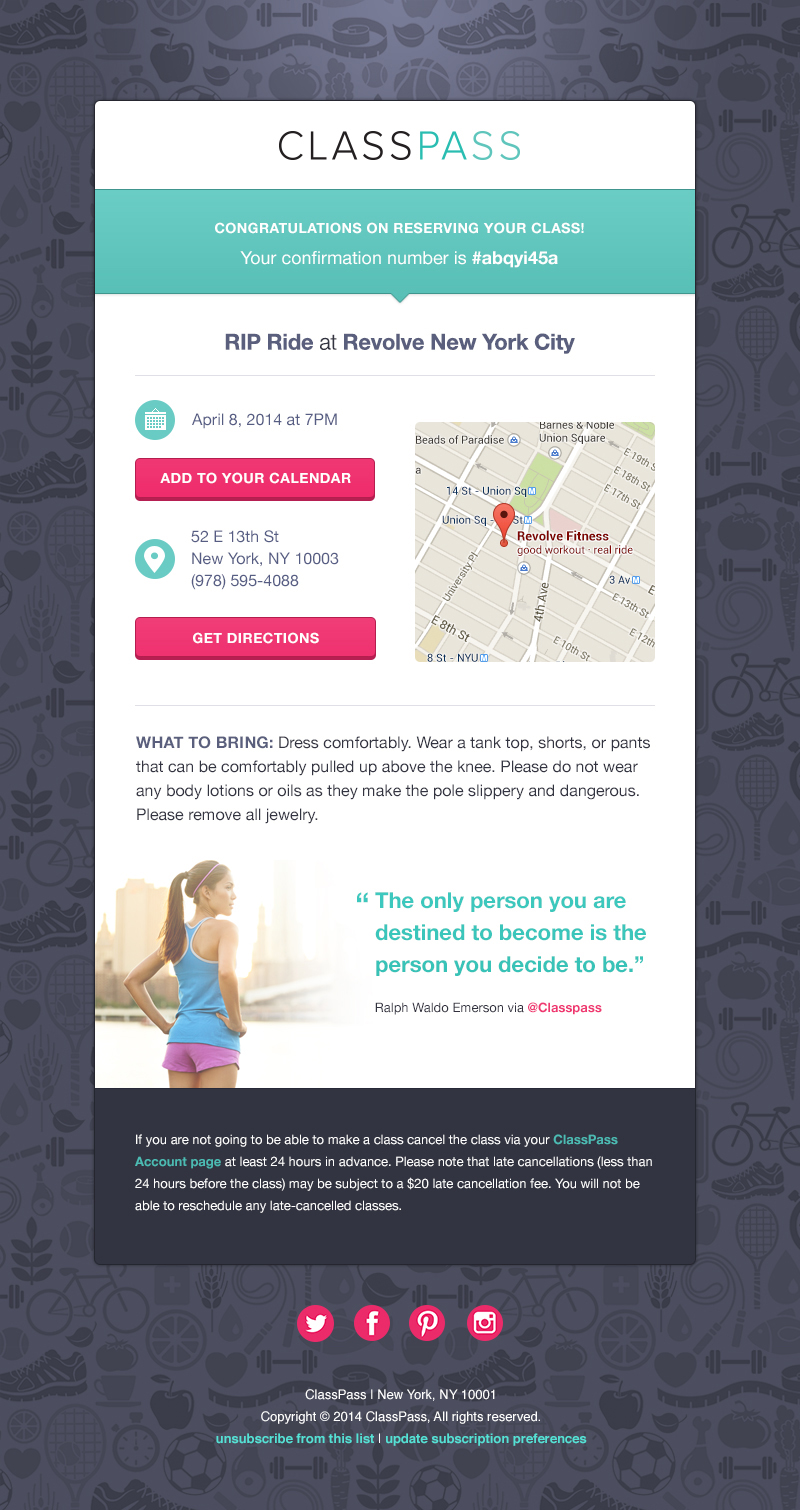 CLASSPASS
CONGRATULATIONS ON RESERVING YOUR CLASS!
Your confirmation number is #abqyi45a
RIP Ride at Revolve New York City
April 8, 2014 at 7PM
ADD TO YOUR CALENDAR
52 E 13th St
New York, NY 10003
(978) 595-4088
GET DIRECTIONS
Barnes & Noble
Union Square
Beads of Paradise
E 19th
E 18th St
E 17th St
a
14 St - Union Sq M
Union Sq - St M
Revolve Fitness
good workout · real ride
University Pl
3 Av M
4th Ave
E 13th St
E 8th St
E 10th St
E 12th
8 St - NYU M
WHAT TO BRING: Dress comfortably. Wear a tank top, shorts, or pants
that can be comfortably pulled up above the knee. Please do not wear
any body lotions or oils as they make the pole slippery and dangerous.
Please remove all jewelry.
“ The only person you are
destined to become is the
person you decide to be.”
Ralph Waldo Emerson via @Classpass
If you are not going to be able to make a class cancel the class via your ClassPass
Account page at least 24 hours in advance. Please note that late cancellations (less than
24 hours before the class) may be subject to a $20 late cancellation fee. You will not be
able to reschedule any late-cancelled classes.
ClassPass | New York, NY 10001
Copyright © 2014 ClassPass, All rights reserved.
unsubscribe from this list | update subscription preferences